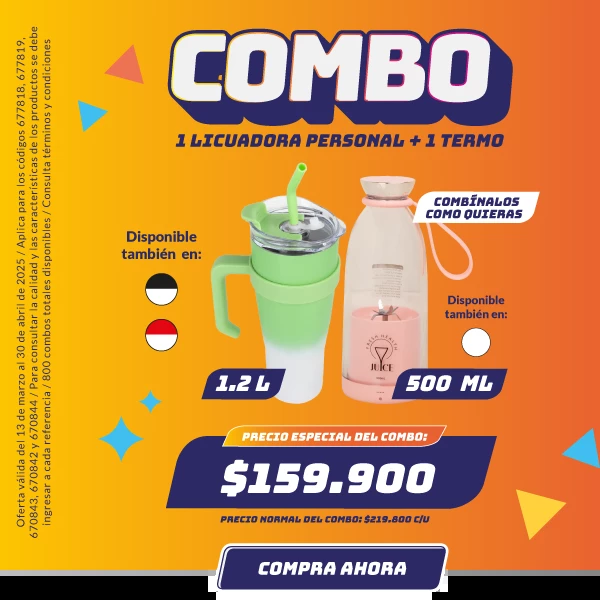 COMBO
1 LICUADORA PERSONAL + 1 TERMO
COMBÍNALOS
COMO QUIERAS
Disponible
también en:
Disponible
también en:
FRESH HEALTH
JUICE
1.2 L
500 ML
PRECIO ESPECIAL DEL COMBO:
$159.900
PRECIO NORMAL DEL COMBO: $219.800 C/U
COMPRA AHORA
Oferta válida del 13 de marzo al 30 de abril de 2025 / Aplica para los códigos 677818, 677819,
670843, 670842 y 670844 / Para consultar la calidad y las características de los productos se debe
ingresar a cada referencia / 800 combos totales disponibles / Consulta términos y condiciones